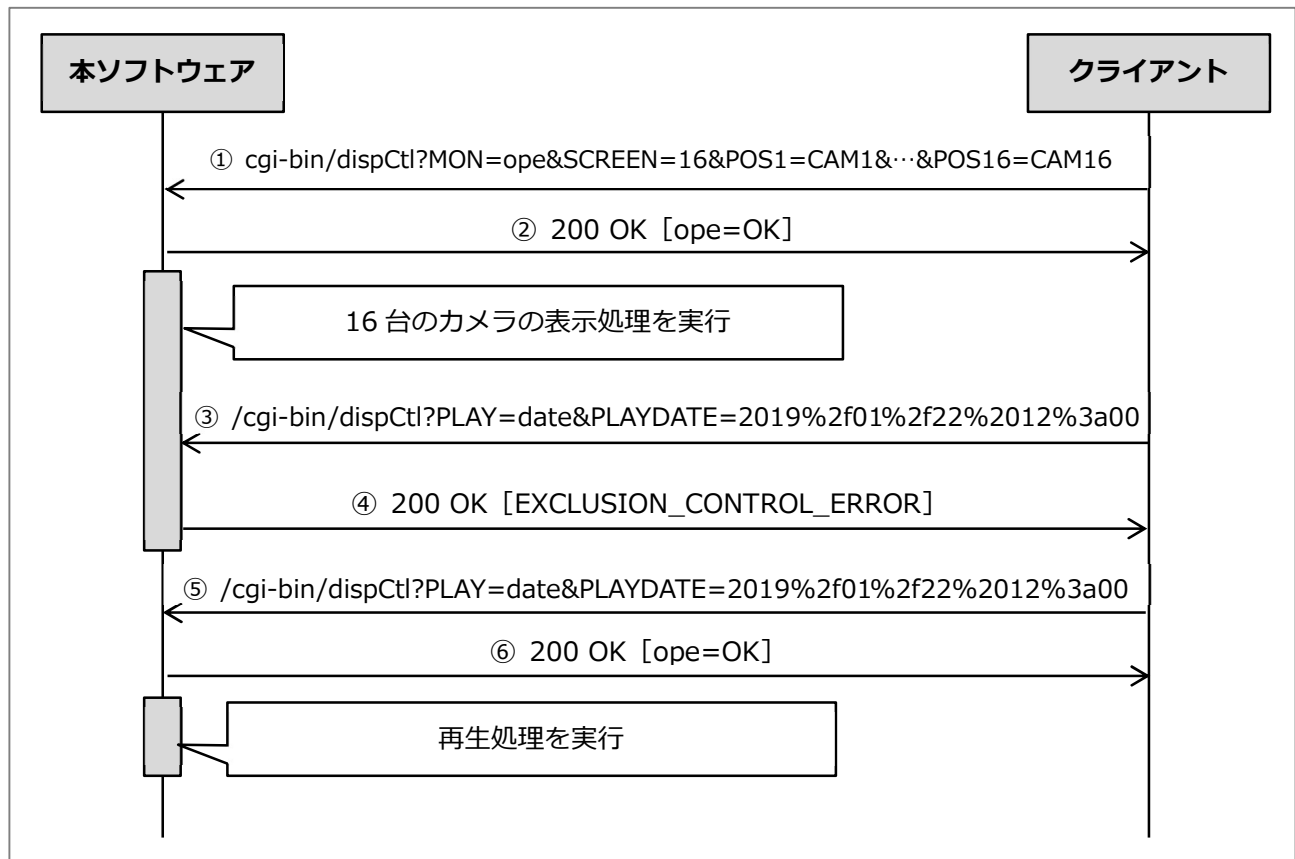 本ソフトウェア
クライアント
① cgi-bin/dispCtl?MON=ope&SCREEN=16&POS1=CAM1&…&POS16=CAM16
② 200 OK［ope=OK］
16 台のカメラの表示処理を実行
③ /cgi-bin/dispCtl?PLAY=date&PLAYDATE=2019%2f01%2f22%2012%3a00
④ 200 OK［EXCLUSION_CONTROL_ERROR］
⑤ /cgi-bin/dispCtl?PLAY=date&PLAYDATE=2019%2f01%2f22%2012%3a00
⑥ 200 OK［ope=OK］
再生処理を実行